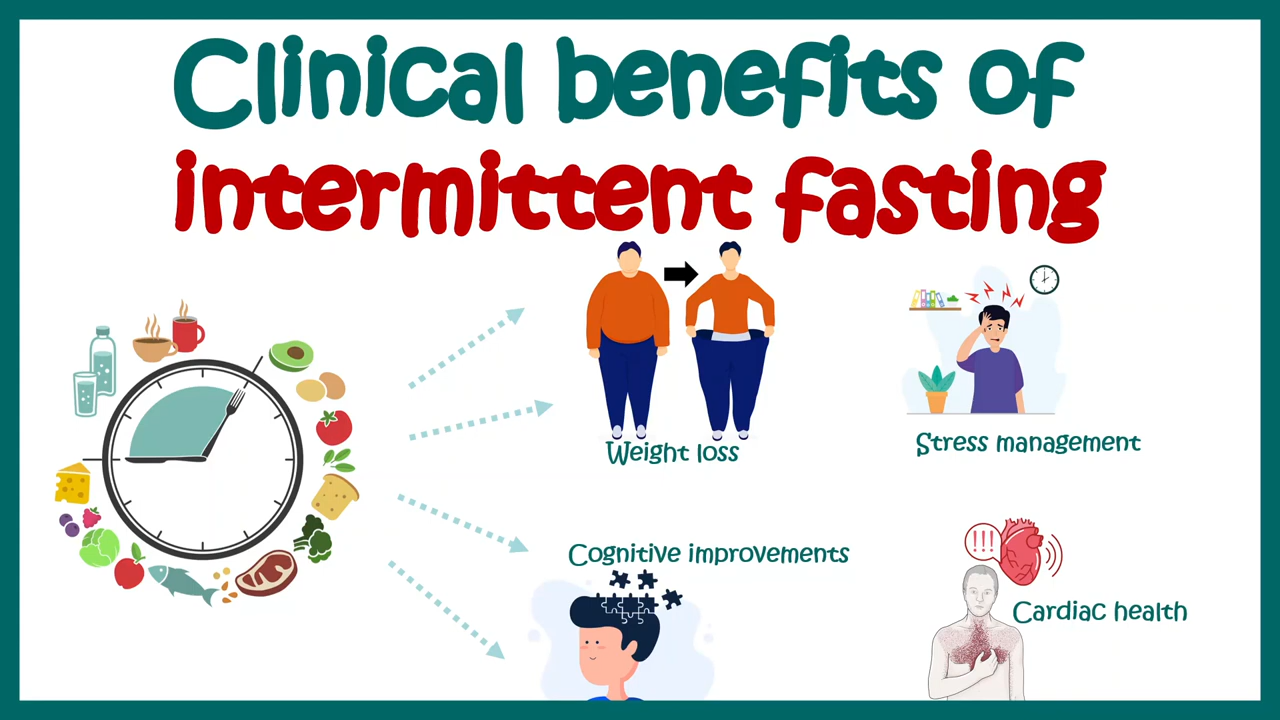 Clinical benefits of
intermittent fasting
Weight loss
Stress management
Cognitive improvements
!!!
Cardiac health